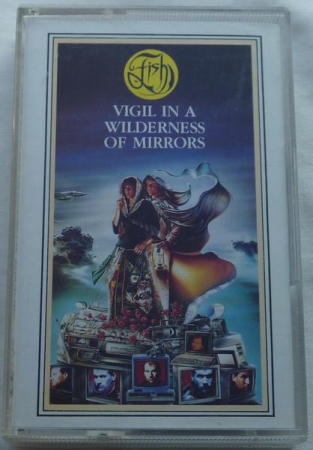 Fish
VIGIL IN A
WILDERNESS
OF MIRRORS